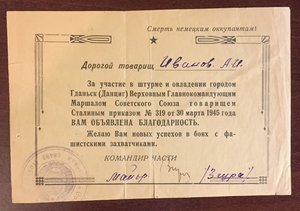 Смерть немецким оккупантам!
Дорогой товарищ Иванов А.И.
За участие в штурме и овладении городом
Гданьск (Данциг) Верховным Главнокомандующим
Маршалом Советского Союза товарищем
Сталиным приказом № 319 от 30 марта 1945 года
ВАМ ОБЪЯВЛЕНА БЛАГОДАРНОСТЬ.
Желаю Вам новых успехов в боях с фа-
шистскими захватчиками.
КОМАНДИР ЧАСТИ
Майор